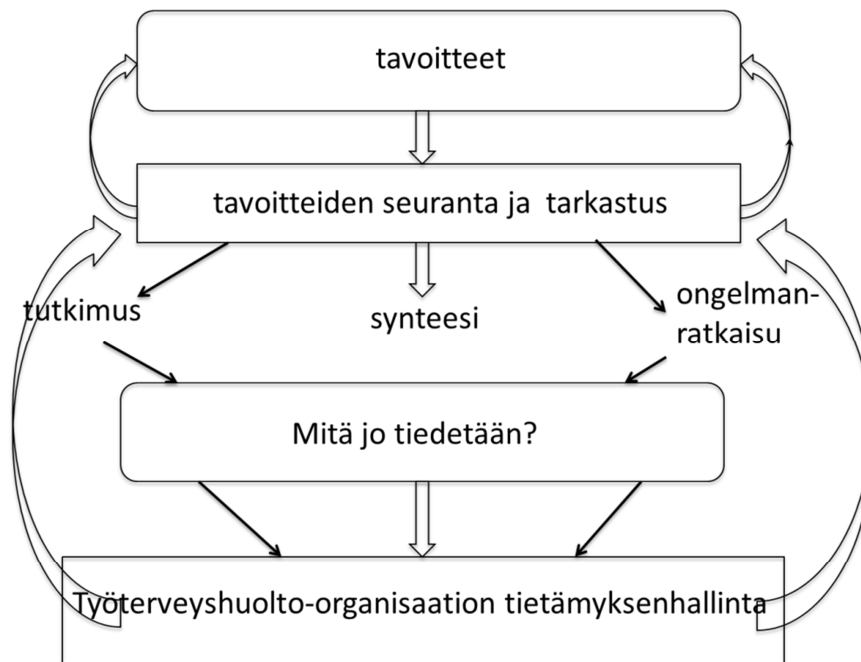 tavoitteet
tavoitteiden seuranta ja tarkastus
tutkimus
synteesi
ongelman-
ratkaisu
Mitä jo tiedetään?
Työterveyshuolto-organisaation tietämyksenhallinta